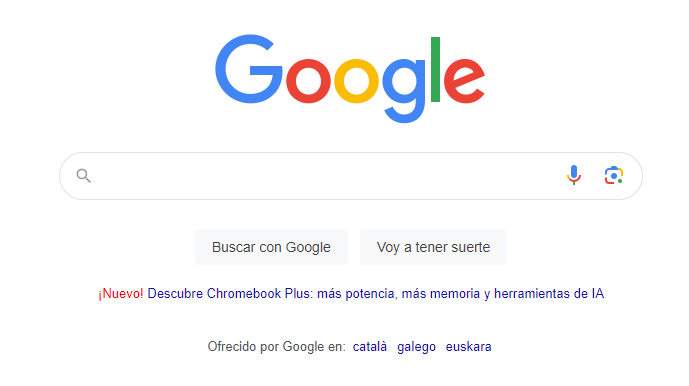 Google
Buscar con Google Voy a tener suerte
¡Nuevo! Descubre Chromebook Plus: más potencia, más memoria y herramientas de IA
Ofrecido por Google en: català galego euskara